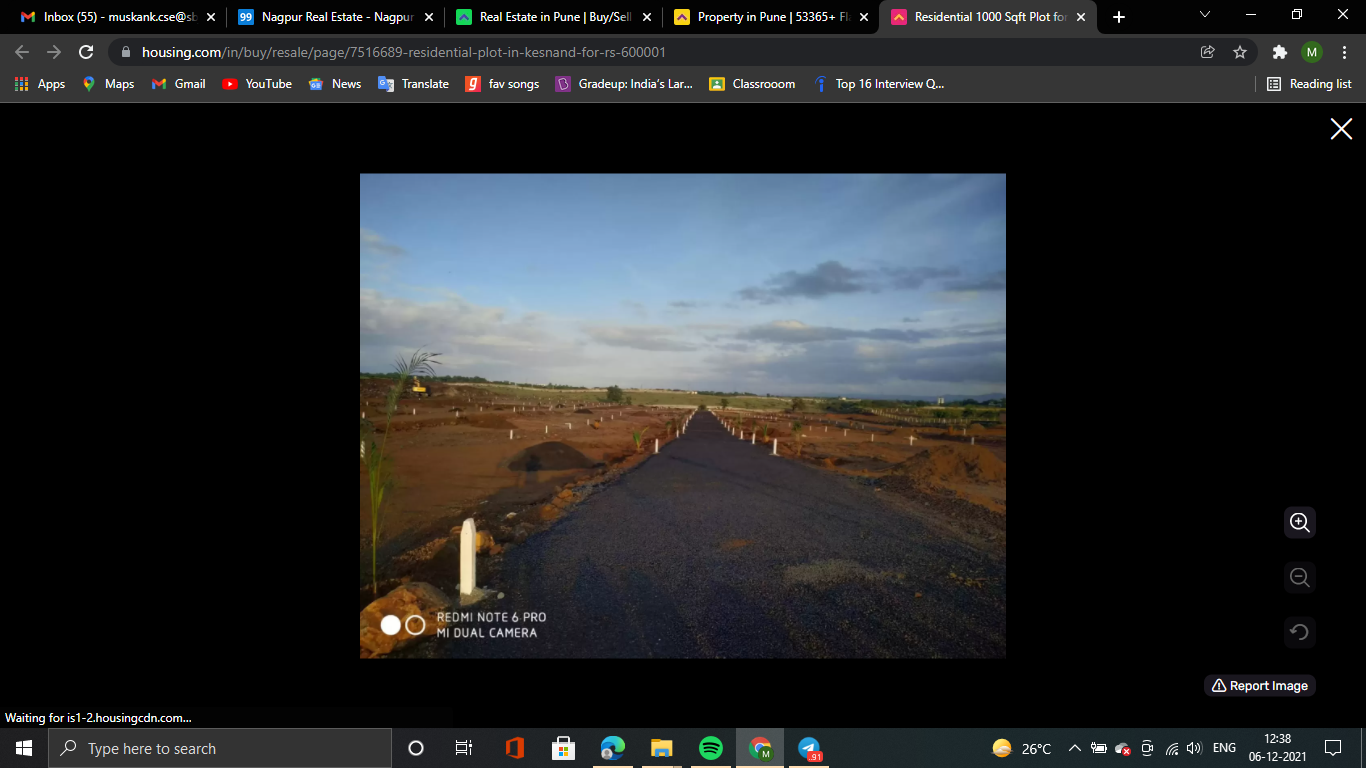 Inbox (55) - muskank.cse@sb
99 Nagpur Real Estate - Nagpur
Real Estate in Pune | Buy/Sell
Property in Pune | 53365+ Fla
Residential 1000 Sqft Plot for
housing.com/in/buy/resale/page/7516689-residential-plot-in-kesnand-for-rs-600001
M
Apps
Maps
Gmail
YouTube
News
Translate
g fav songs
Gradeup: India's Lar...
Classrooom
Top 16 Interview Q...
Reading list
REDMI NOTE 6 PRO
MI DUAL CAMERA
Report Image
Waiting for is1-2.housingcdn.com...
Type here to search
M
.91
26°C
ENG
12:38
06-12-2021